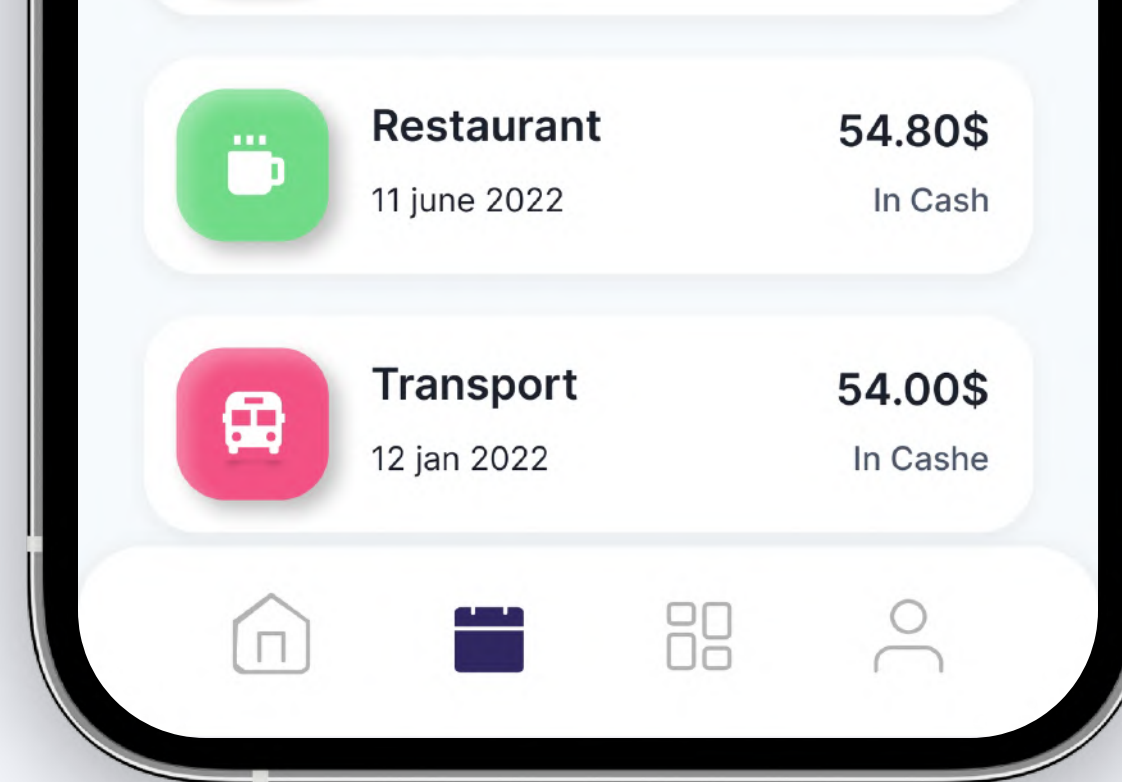 Restaurant
54.80$
11 june 2022
In Cash
Transport
54.00$
12 jan 2022
In Cashe